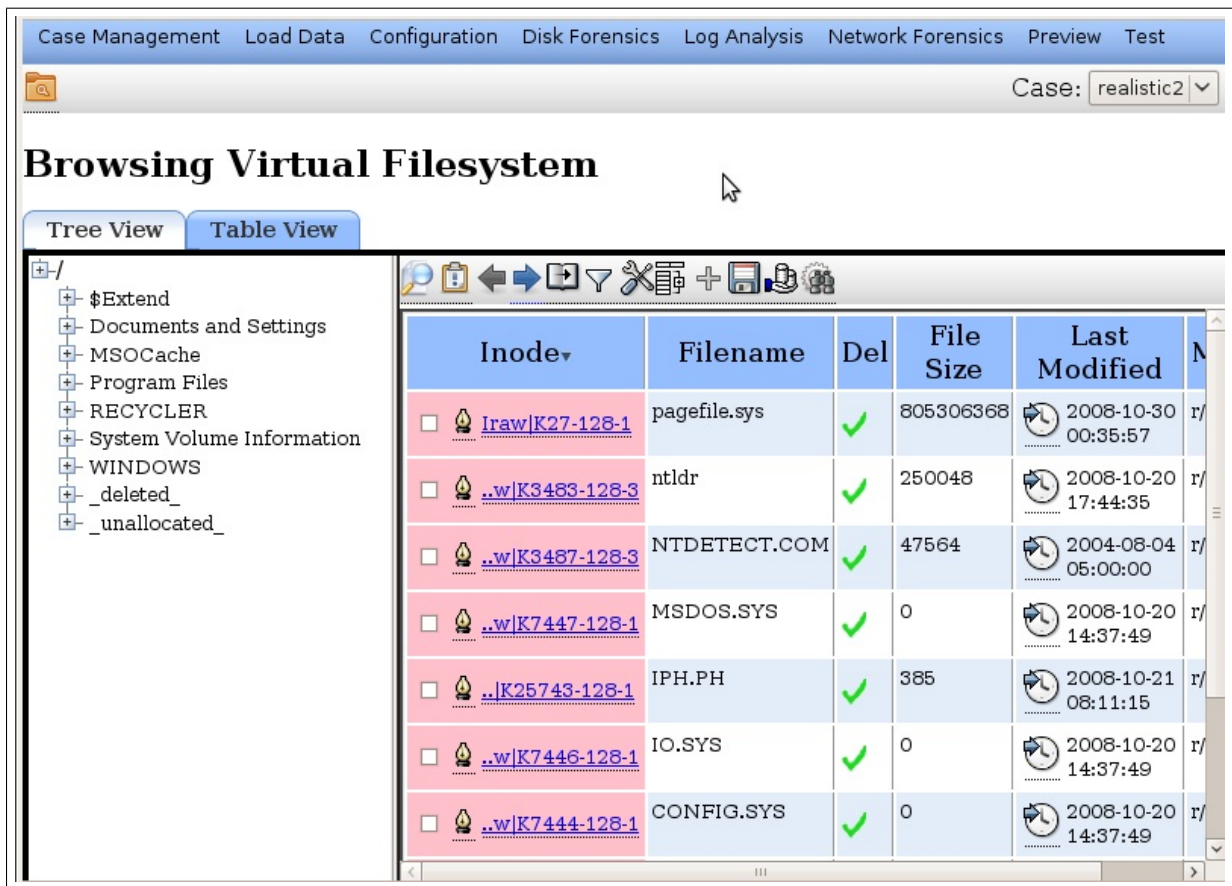 Case Management Load Data Configuration Disk Forensics Log Analysis Network Forensics Preview Test
Case: realistic2
Browsing Virtual Filesystem
Tree View Table View
/
$Extend
Documents and Settings
MSOCache
Program Files
RECYCLER
System Volume Information
WINDOWS
_deleted_
_unallocated_
Inode Filename Del File Size Last Modified
Iraw|K27-128-1 pagefile.sys 805306368 2008-10-30 00:35:57 r/
..w|K3483-128-3 ntldr 250048 2008-10-20 17:44:35 r/
..w|K3487-128-3 NTDETECT.COM 47564 2004-08-04 05:00:00 r/
..w|K7447-128-1 MSDOS.SYS 0 2008-10-20 14:37:49 r/
..|K25743-128-1 IPH.PH 385 2008-10-21 08:11:15 r/
..w|K7446-128-1 IO.SYS 0 2008-10-20 14:37:49 r/
..w|K7444-128-1 CONFIG.SYS 0 2008-10-20 14:37:49 r/